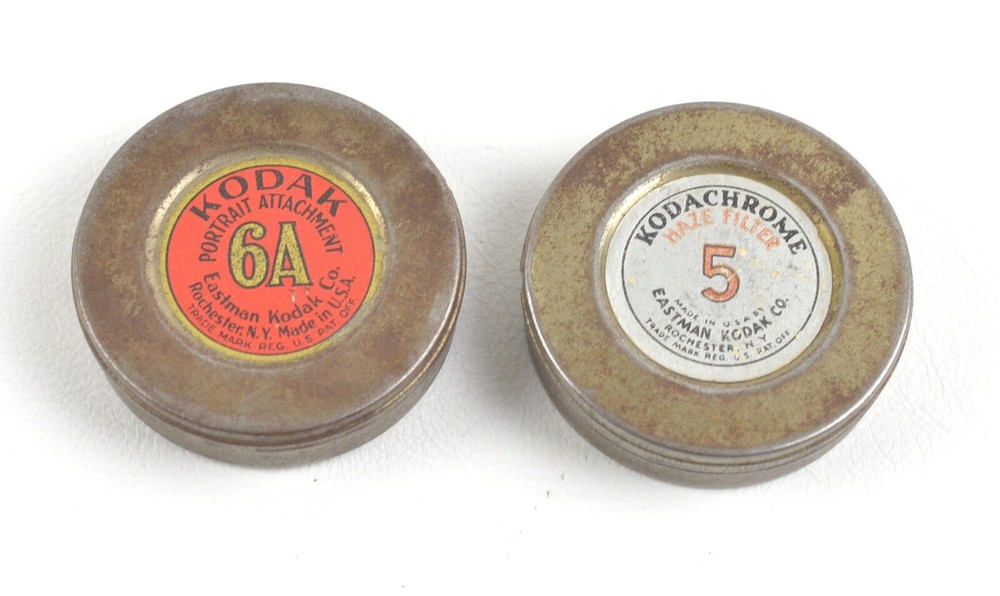 KODAK
PORTRAIT ATTACHMENT
6A
Eastman Kodak Co.
Rochester, N.Y. Made in U.S.A.
TRADE MARK REG. U.S. PAT. OFF.
KODACHROME
HAZE FILTER
5
MADE IN U.S.A BY
EASTMAN KODAK CO.
ROCHESTER, N.Y.
TRADE MARK REG. U.S. PAT. OFF.